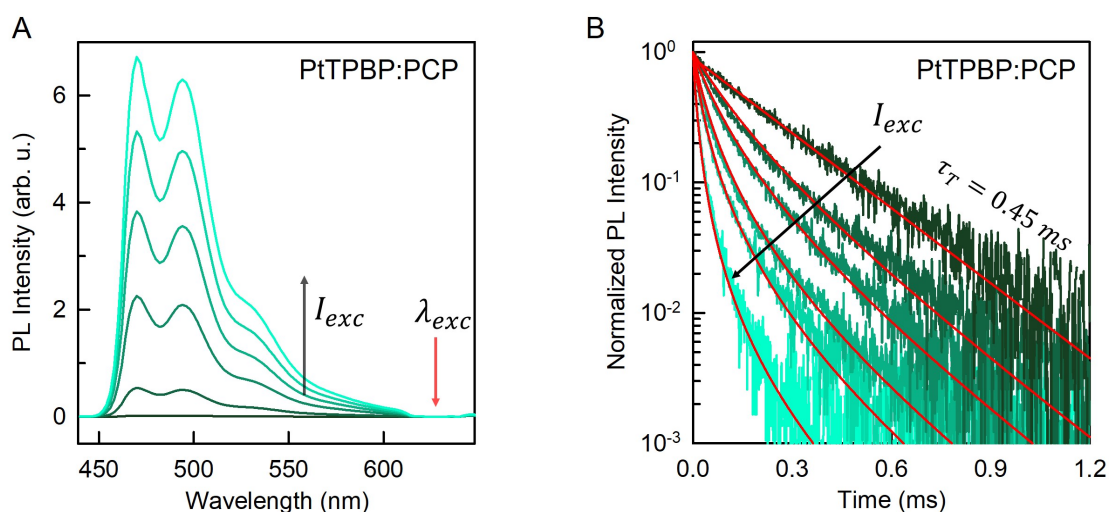 A
PtTPBP:PCP
PL Intensity (arb. u.)
6
4
2
0
I_exc
λ_exc
450
500
550
600
Wavelength (nm)
B
PtTPBP:PCP
Normalized PL Intensity
10⁰
10⁻¹
10⁻²
10⁻³
I_exc
τ_T = 0.45 ms
0.0
0.3
0.6
0.9
1.2
Time (ms)